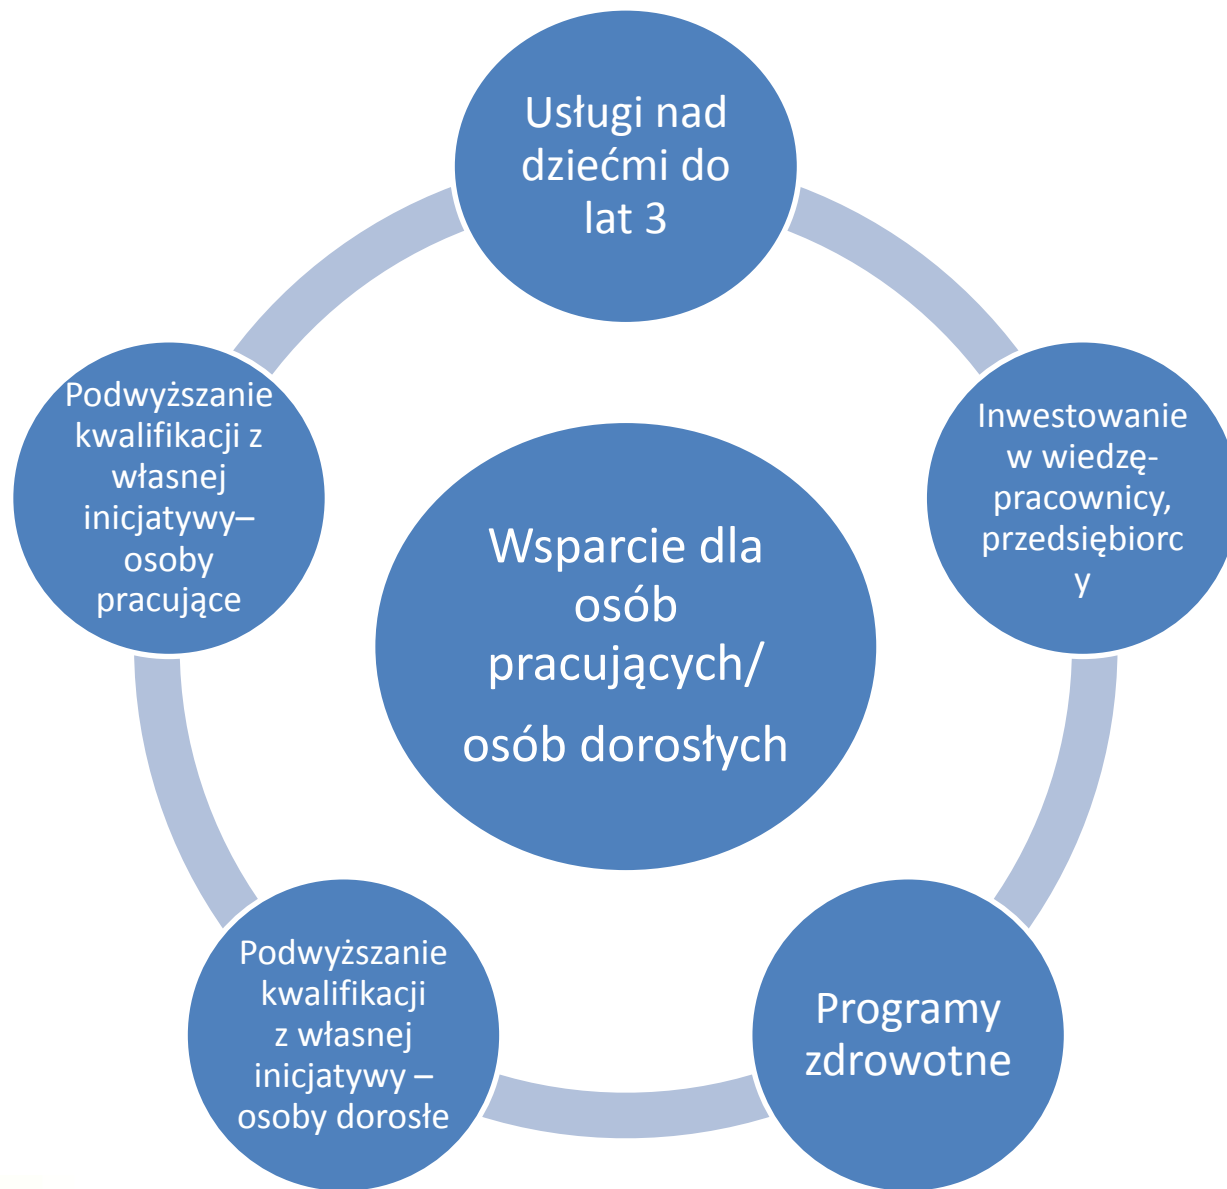 Usługi nad
dziećmi do
lat 3
Podwyższanie
kwalifikacji z
własnej
inicjatywy–
osoby
pracujące
Inwestowanie
w wiedzę-
pracownicy,
przedsiębiorc
y
Wsparcie dla
osób
pracujących/
osób dorosłych
Podwyższanie
kwalifikacji
z własnej
inicjatywy –
osoby dorosłe
Programy
zdrowotne